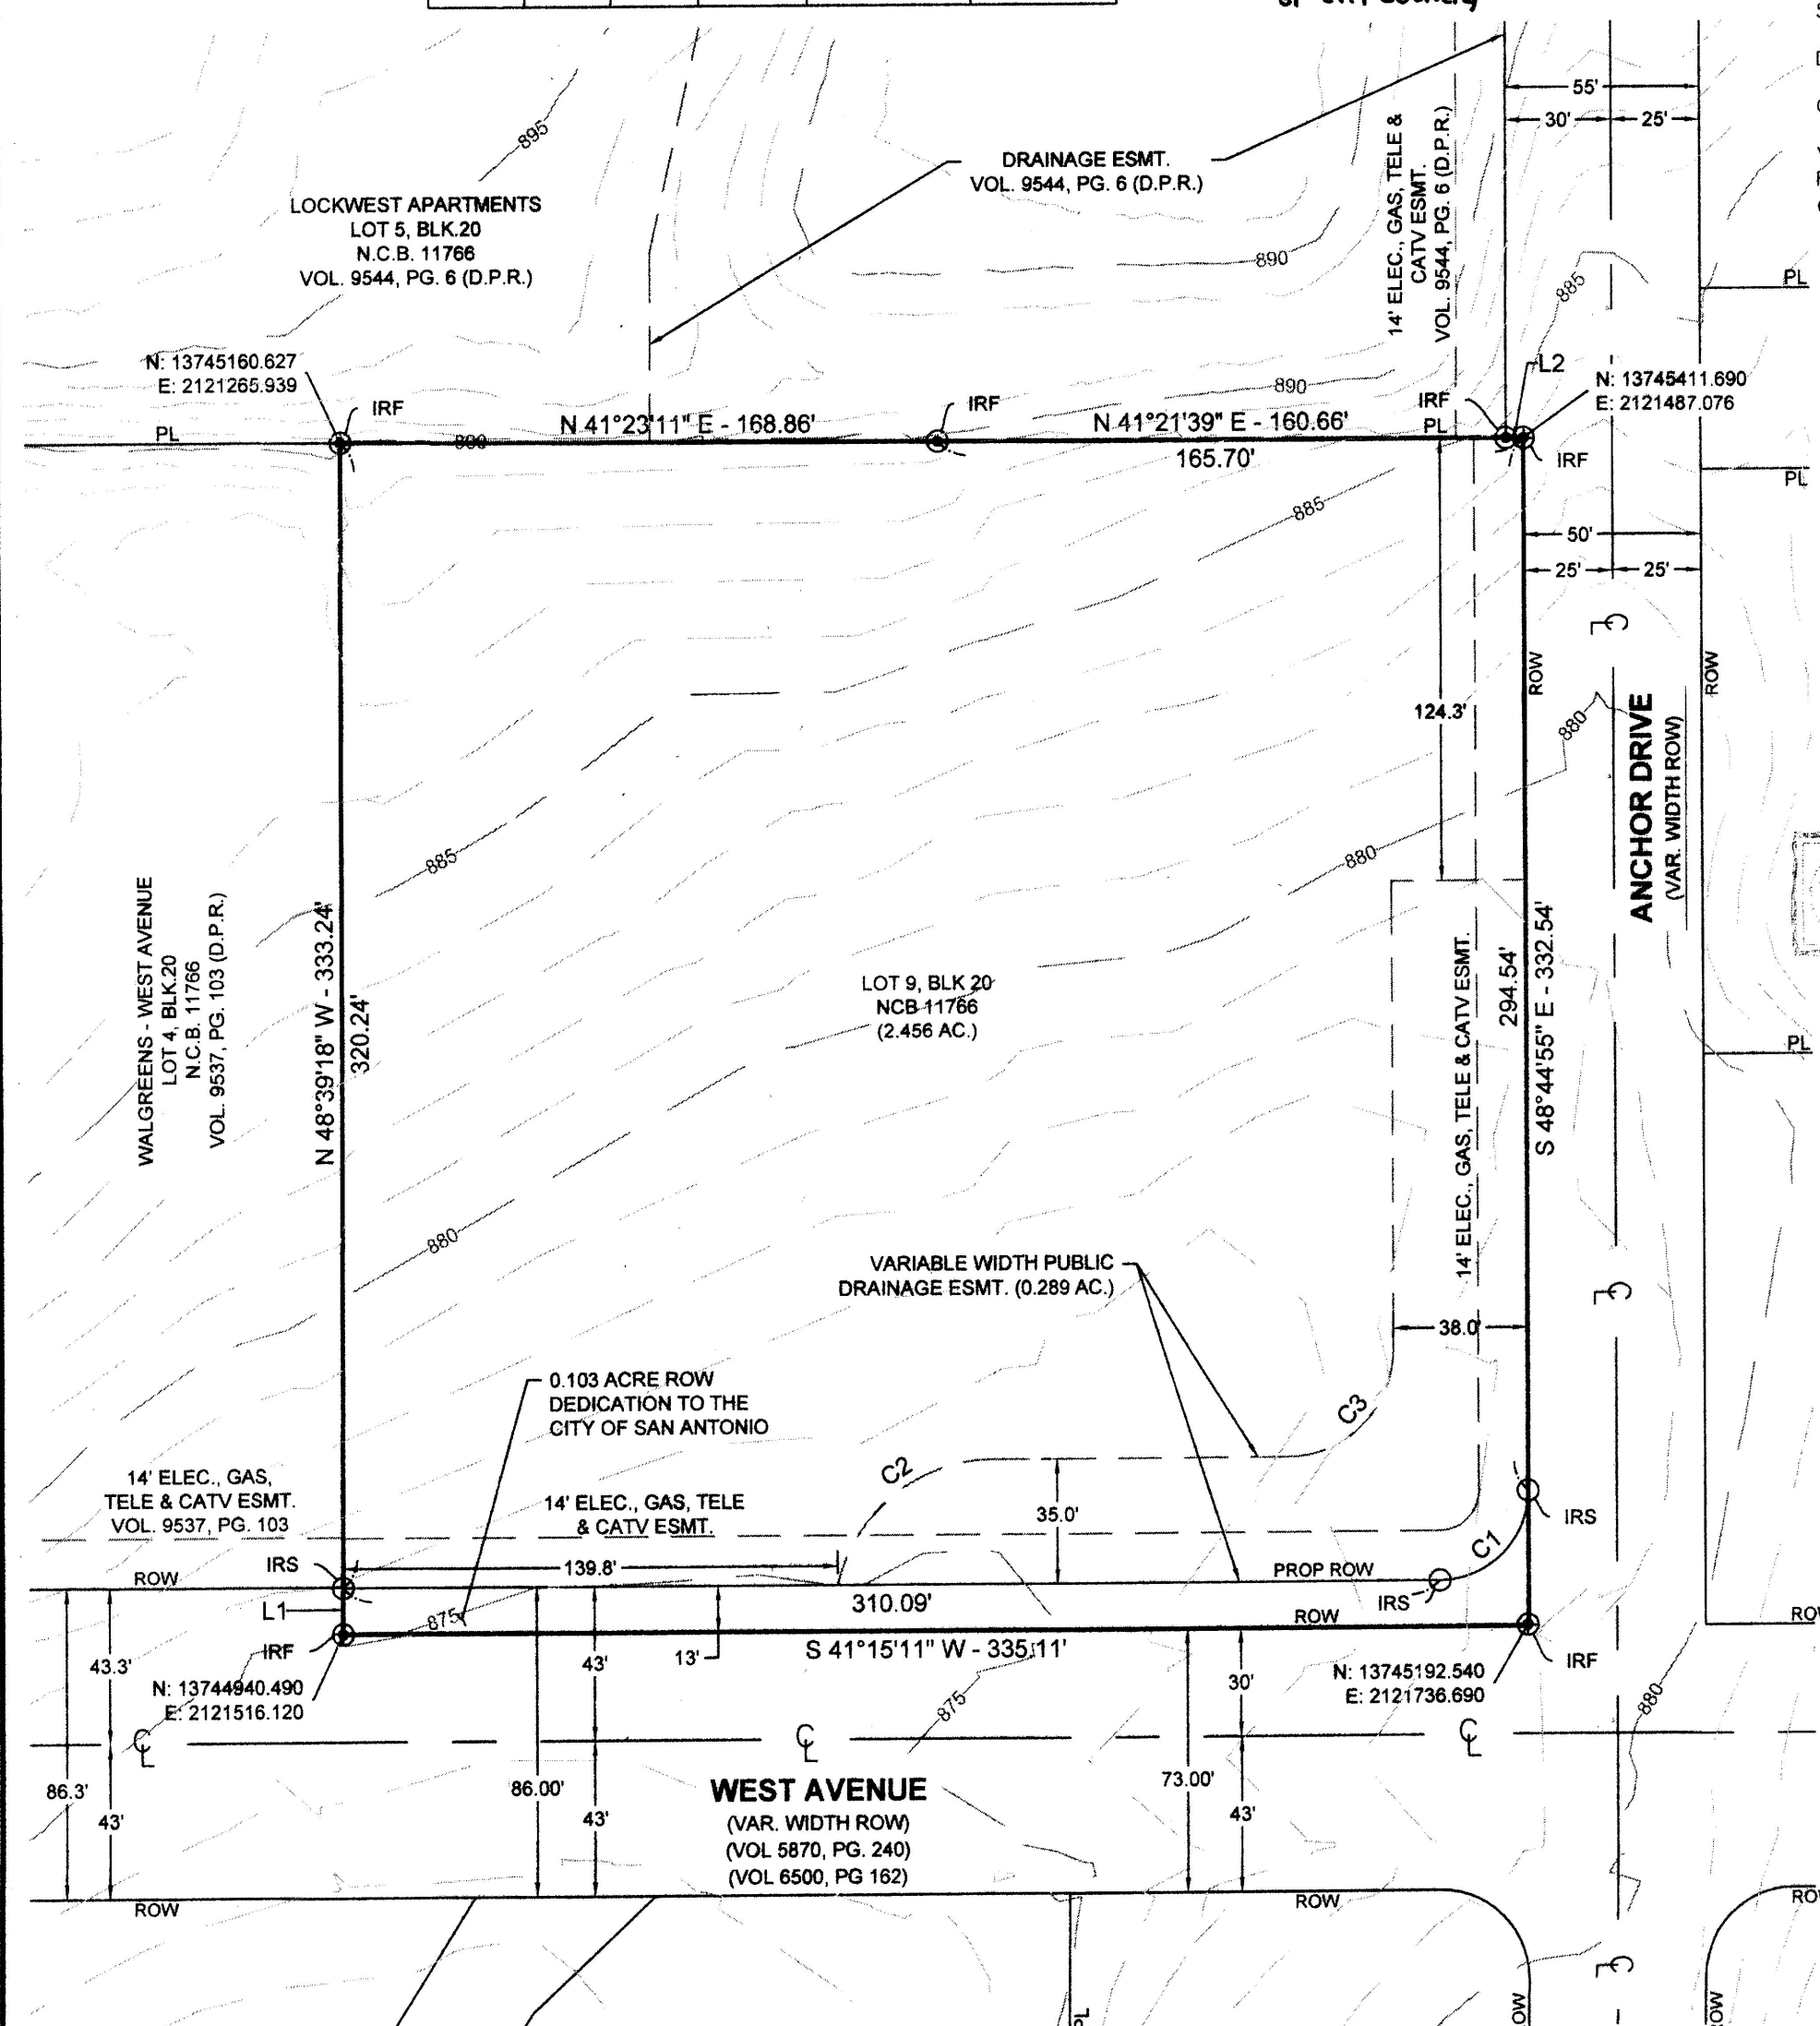 55'
30'
25'
895
DRAINAGE ESMT.
VOL. 9544, PG. 6 (D.P.R.)
14' ELEC., GAS, TELE &
CATV ESMT.
VOL. 9544, PG. 6 (D.P.R.)
LOCKWEST APARTMENTS
LOT 5, BLK.20
N.C.B. 11766
VOL. 9544, PG. 6 (D.P.R.)
890
885
PL
N: 13745160.627
E: 2121265.939
L2
N: 13745411.690
E: 2121487.076
890
IRF
IRF
IRF
PL
N 41°23'11" E - 168.86'
N 41°21'39" E - 160.66'
PL
165.70'
IRF
PL
885
50'
25'
25'
ROW
ROW
124.3'
880
ANCHOR DRIVE
(VAR. WIDTH ROW)
885
880
WALGREENS - WEST AVENUE
LOT 4, BLK.20
N.C.B. 11766
VOL. 9537, PG. 103 (D.P.R.)
N 48°39'18" W - 333.24'
320.24'
LOT 9, BLK 20
NCB 11766
(2.456 AC.)
14' ELEC., GAS, TELE & CATV ESMT.
294.54'
S 48°44'55" E - 332.54'
PL
880
VARIABLE WIDTH PUBLIC
DRAINAGE ESMT. (0.289 AC.)
38.0'
0.103 ACRE ROW
DEDICATION TO THE
CITY OF SAN ANTONIO
C3
C2
14' ELEC., GAS,
TELE & CATV ESMT.
VOL. 9537, PG. 103
14' ELEC., GAS, TELE
& CATV ESMT.
35.0'
IRS
C1
IRS
139.8'
PROP ROW
ROW
IRS
L1
875
310.09'
ROW
IRF
S 41°15'11" W - 335.11'
43.3'
43'
13'
30'
IRF
N: 13744940.490
E: 2121516.120
N: 13745192.540
E: 2121736.690
875
880
86.3'
43'
86.00'
43'
WEST AVENUE
(VAR. WIDTH ROW)
(VOL 5870, PG. 240)
(VOL 6500, PG 162)
73.00'
43'
ROW
ROW
PL
ROW